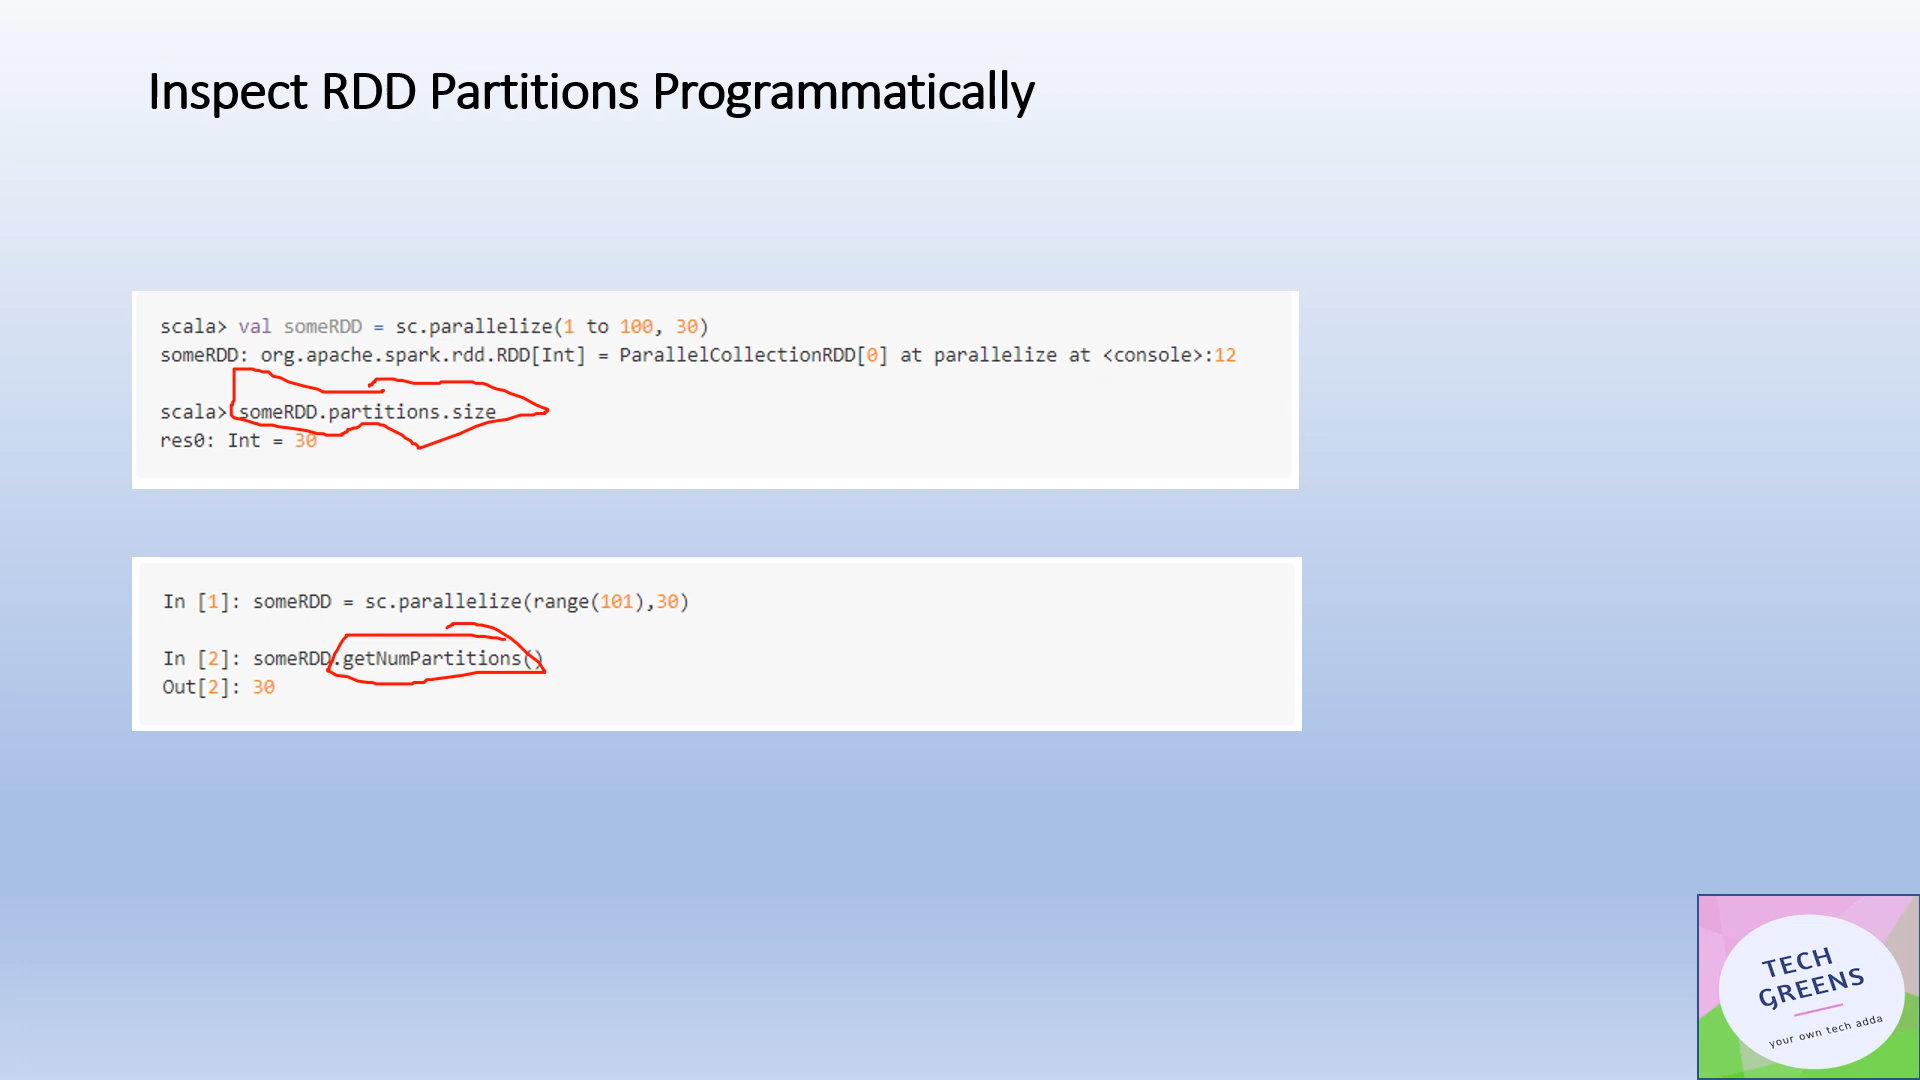 Inspect RDD Partitions Programmatically
scala> val someRDD = sc.parallelize(1 to 100, 30)
someRDD: org.apache.spark.rdd.RDD[Int] = ParallelCollectionRDD[0] at parallelize at <console>:12
scala> someRDD.partitions.size
res0: Int = 30
In [1]: someRDD = sc.parallelize(range(101),30)
In [2]: someRDD.getNumPartitions()
Out[2]: 30
TECH
GREENS
your own tech adda